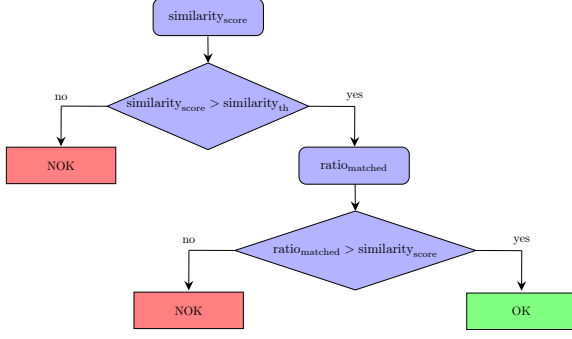 similarity_score
similarity_score > similarity_th
no
yes
NOK
ratio_matched
ratio_matched > similarity_score
no
yes
NOK
OK